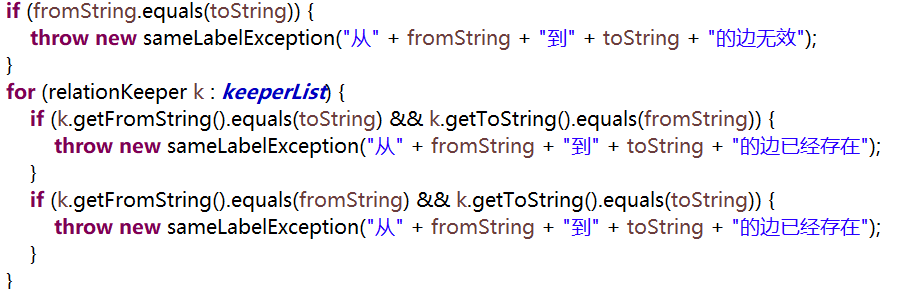 if (fromString.equals(toString)) {
throw new sameLabelException("从" + fromString + "到" + toString + "的边无效");
}
for (relationKeeper k : keeperList) {
if (k.getFromString().equals(toString) && k.getToString().equals(fromString)) {
throw new sameLabelException("从" + fromString + "到" + toString + "的边已经存在");
}
if (k.getFromString().equals(fromString) && k.getToString().equals(toString)) {
throw new sameLabelException("从" + fromString + "到" + toString + "的边已经存在");
}
}